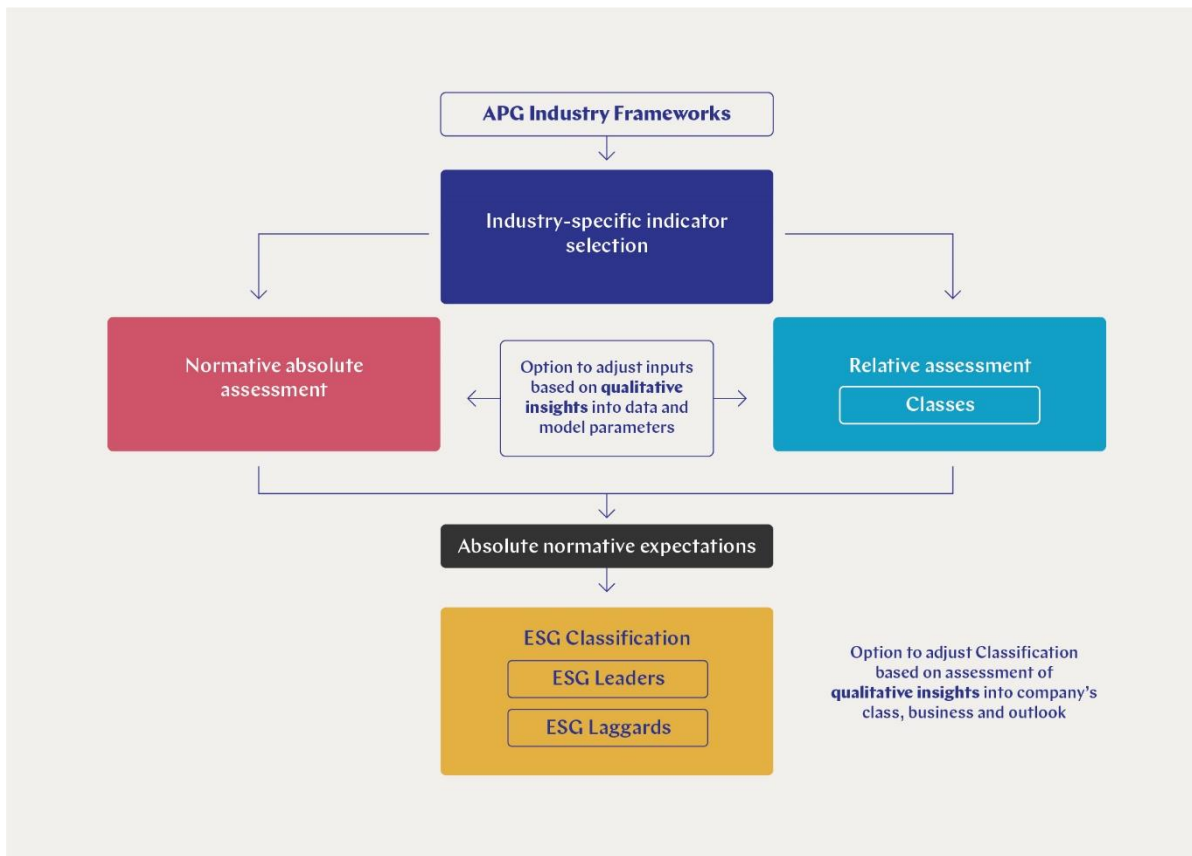 APG Industry Frameworks
Industry-specific indicator
selection
Normative absolute
assessment
Option to adjust inputs
based on qualitative
insights into data and
model parameters
Relative assessment
Classes
Absolute normative expectations
ESG Classification
ESG Leaders
ESG Laggards
Option to adjust Classification
based on assessment of
qualitative insights into company's
class, business and outlook